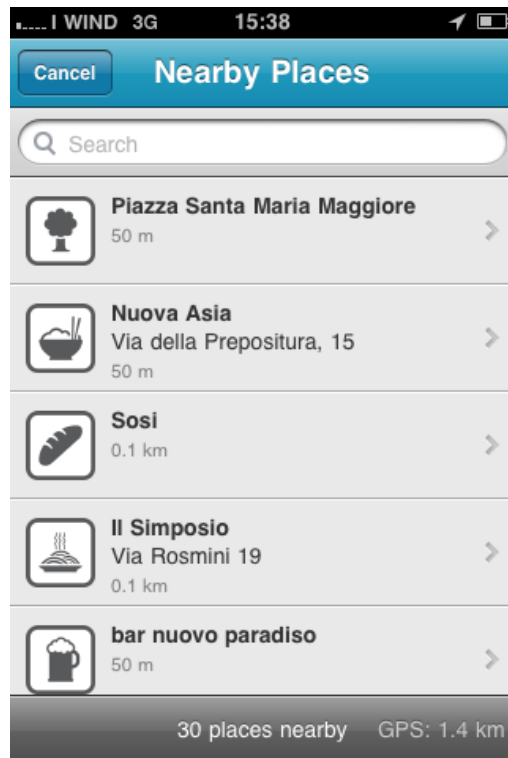 I WIND 3G 15:38
Cancel Nearby Places
Search
Piazza Santa Maria Maggiore
50 m
Nuova Asia
Via della Prepositura, 15
50 m
Sosi
0.1 km
Il Simposio
Via Rosmini 19
0.1 km
bar nuovo paradiso
50 m
30 places nearby GPS: 1.4 km